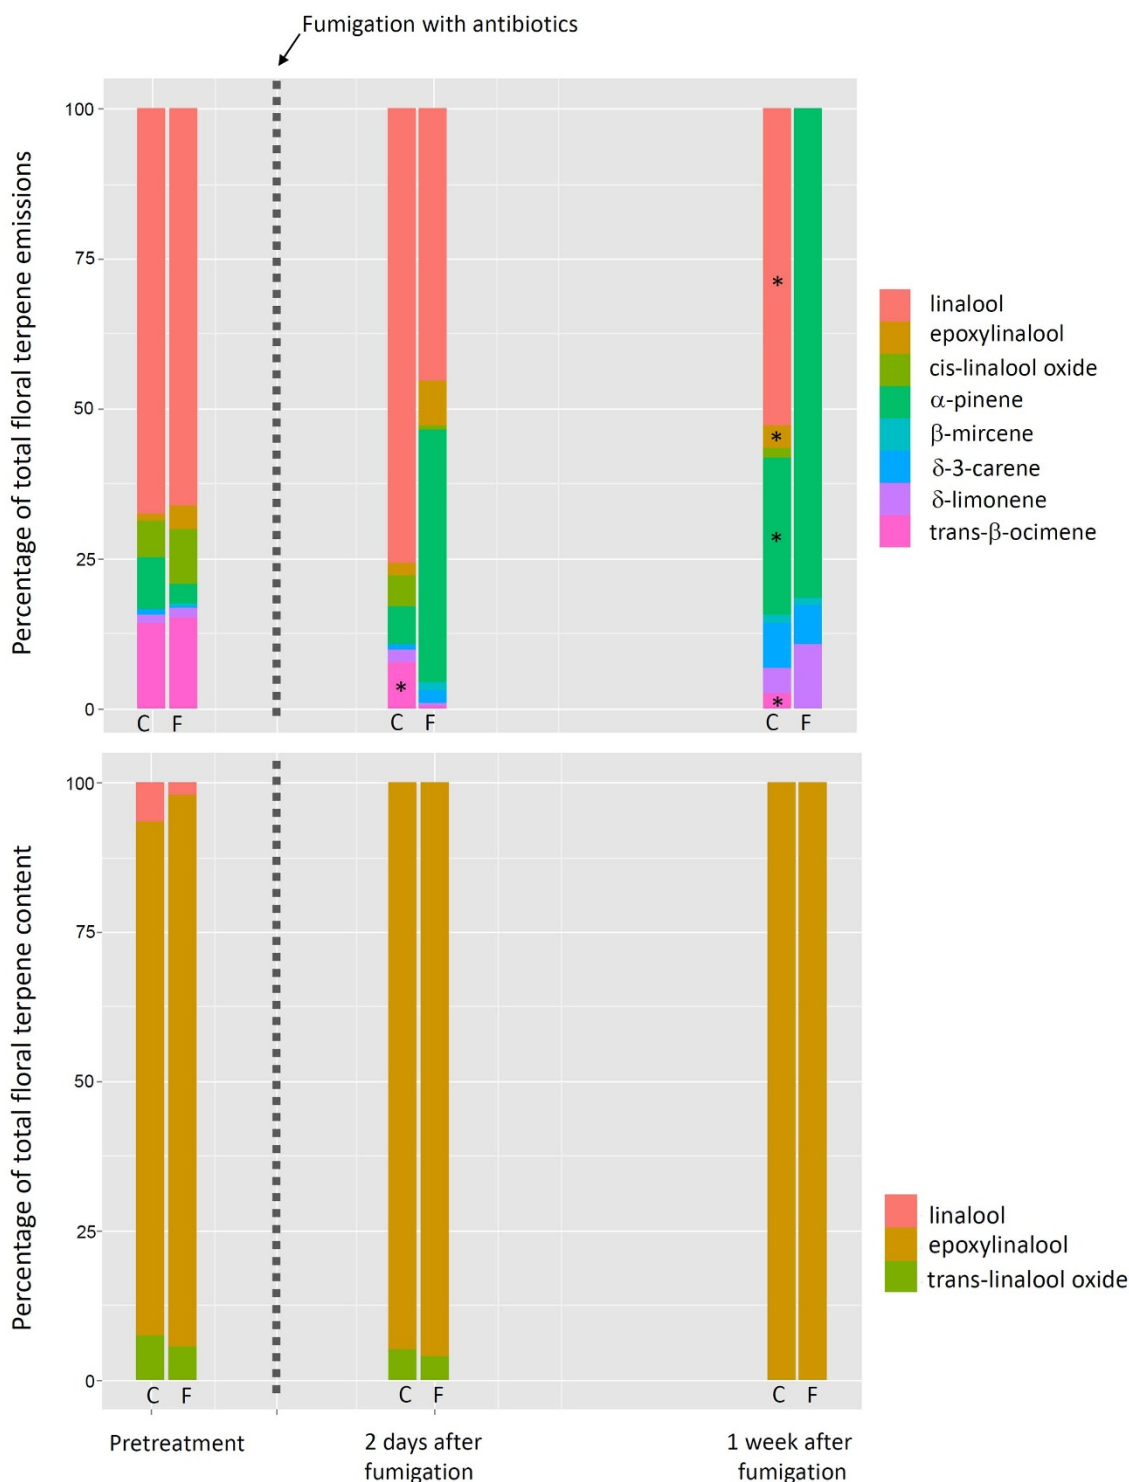 Fumigation with antibiotics
Percentage of total floral terpene emissions
100
75
50
25
0
*
*
*
*
*
C F
C F
C F
linalool
epoxylinalool
cis-linalool oxide
α-pinene
β-mircene
δ-3-carene
δ-limonene
trans-β-ocimene
Percentage of total floral terpene content
100
75
50
25
0
C F
C F
C F
linalool
epoxylinalool
trans-linalool oxide
Pretreatment
2 days after
fumigation
1 week after
fumigation